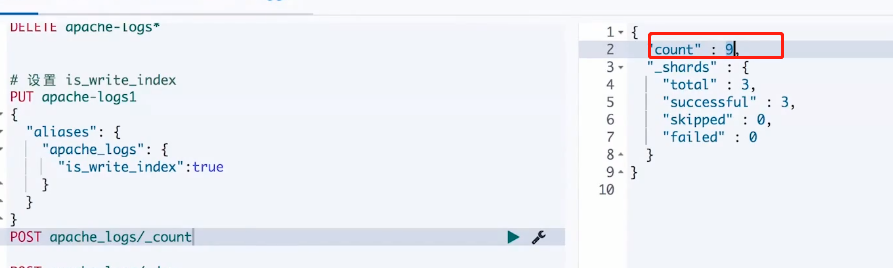 DELETE apache-logs*
# 设置 is_write_index
PUT apache-logs1
{
"aliases": {
"apache_logs": {
"is_write_index":true
}
}
}
POST apache_logs/_count
1 {
2 "count" : 9,
3 "_shards" : {
4 "total" : 3,
5 "successful" : 3,
6 "skipped" : 0,
7 "failed" : 0
8 }
9 }
10